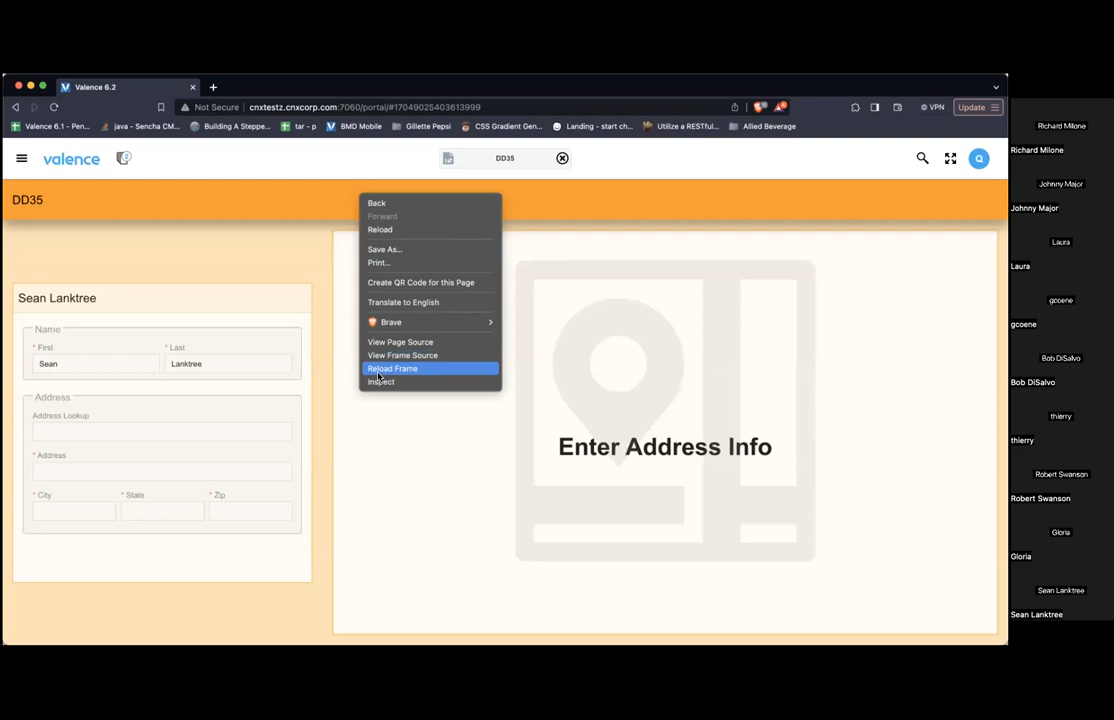 Valence 6.2
Not Secure cnxtestz.cnxcorp.com:7060/portal/#17049025403613999
VPN
Update
Valence 6.1 - Pen...
java - Sencha CM...
Building A Steppe...
tar - p
BMD Mobile
Gillette Pepsi
CSS Gradient Gen...
Landing - start ch...
Utilize a RESTful...
Allied Beverage
valence
DD35
Q
DD35
Sean Lanktree
Name
* First
* Last
Sean
Lanktree
Address
Address Lookup
* Address
* City
* State
* Zip
Back
Forward
Reload
Save As...
Print...
Create QR Code for this Page
Translate to English
Brave
View Page Source
View Frame Source
Reload Frame
Inspect
Enter Address Info
Richard Milone
Richard Milone
Johnny Major
Johnny Major
Laura
Laura
gcoene
gcoene
Bob DiSalvo
Bob DiSalvo
thierry
thierry
Robert Swanson
Robert Swanson
Gloria
Gloria
Sean Lanktree
Sean Lanktree